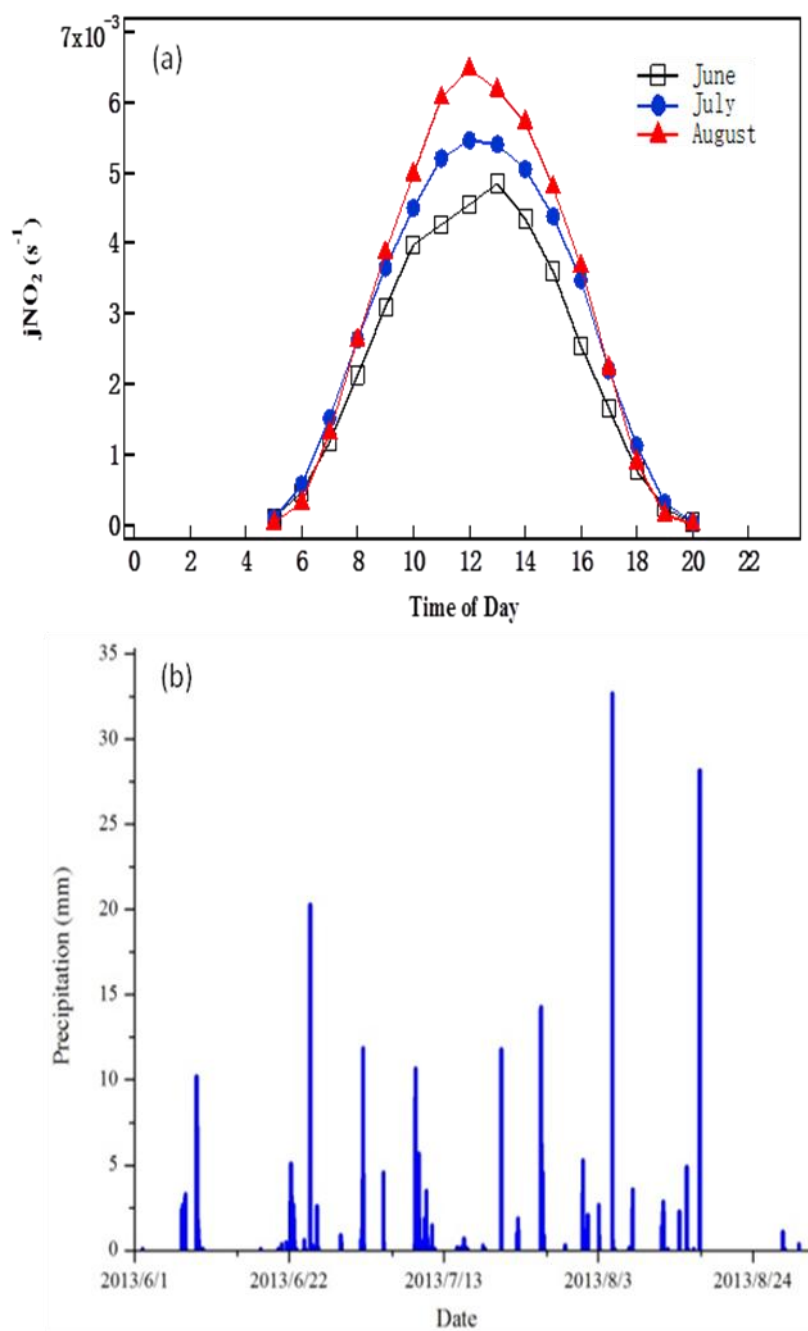 7x10⁻³
(a)
June
July
August
6
5
4
3
2
1
0
jNO₂ (s⁻¹)
0 2 4 6 8 10 12 14 16 18 20 22
Time of Day
35
(b)
30
25
20
15
10
5
0
Precipitation (mm)
2013/6/1 2013/6/22 2013/7/13 2013/8/3 2013/8/24
Date